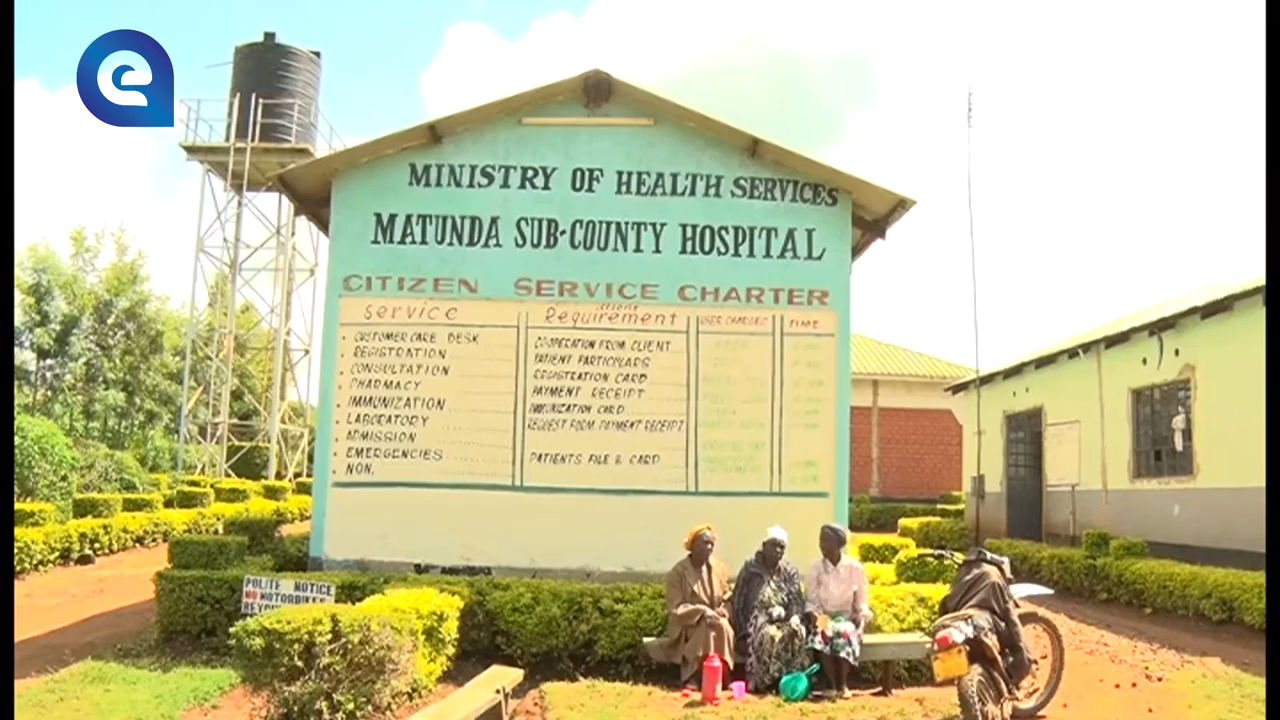 MINISTRY OF HEALTH SERVICES
MATUNDA SUB-COUNTY HOSPITAL
CITIZEN SERVICE CHARTER
Service Requirement USER CHARGES TIME
CUSTOMER CARE DESK COOPERATION FROM CLIENT
REGISTRATION PATIENT PARTICULARS
CONSULTATION REGISTRATION CARD
PHARMACY PAYMENT RECEIPT
IMMUNIZATION IMMUNIZATION CARD
LABORATORY REQUEST FORM, PAYMENT RECEIPT
ADMISSION
EMERGENCIES PATIENTS FILE & CARD
NON.
POLITE NOTICE
NO MOTORBIKES